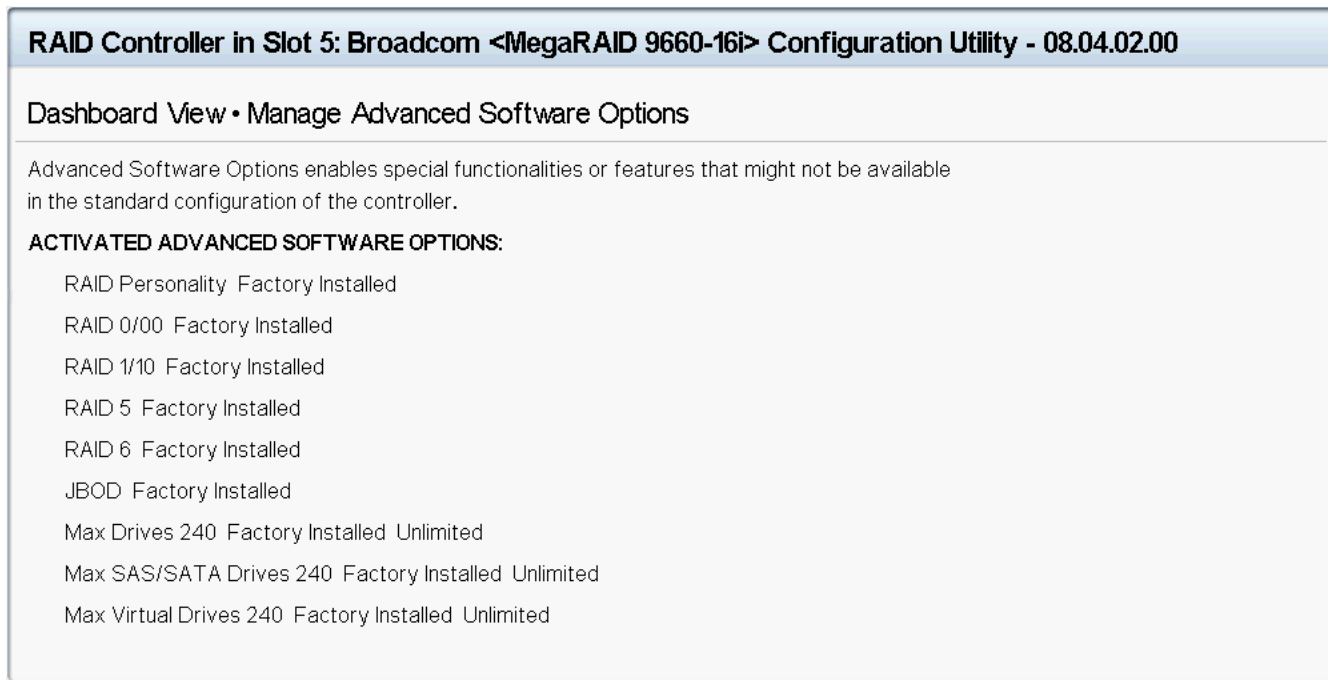 RAID Controller in Slot 5: Broadcom <MegaRAID 9660-16i> Configuration Utility - 08.04.02.00
Dashboard View • Manage Advanced Software Options
Advanced Software Options enables special functionalities or features that might not be available
in the standard configuration of the controller.
ACTIVATED ADVANCED SOFTWARE OPTIONS:
RAID Personality Factory Installed
RAID 0/00 Factory Installed
RAID 1/10 Factory Installed
RAID 5 Factory Installed
RAID 6 Factory Installed
JBOD Factory Installed
Max Drives 240 Factory Installed Unlimited
Max SAS/SATA Drives 240 Factory Installed Unlimited
Max Virtual Drives 240 Factory Installed Unlimited